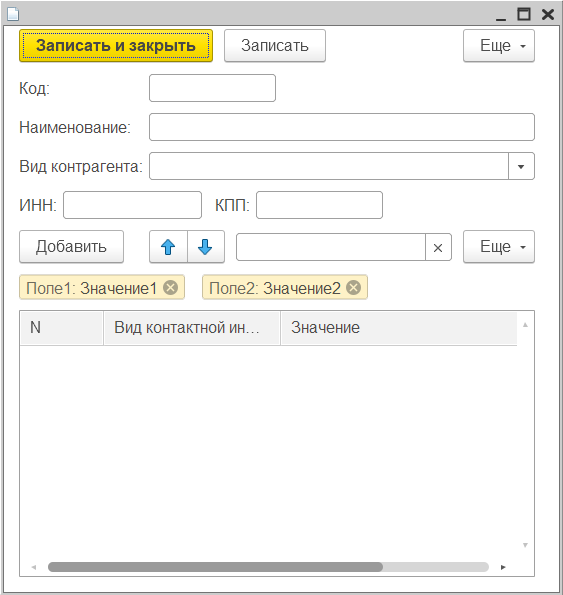 Записать и закрыть Записать Еще
Код:
Наименование:
Вид контрагента:
ИНН: КПП:
Добавить Еще
Поле1: Значение1 Поле2: Значение2
N Вид контактной ин... Значение